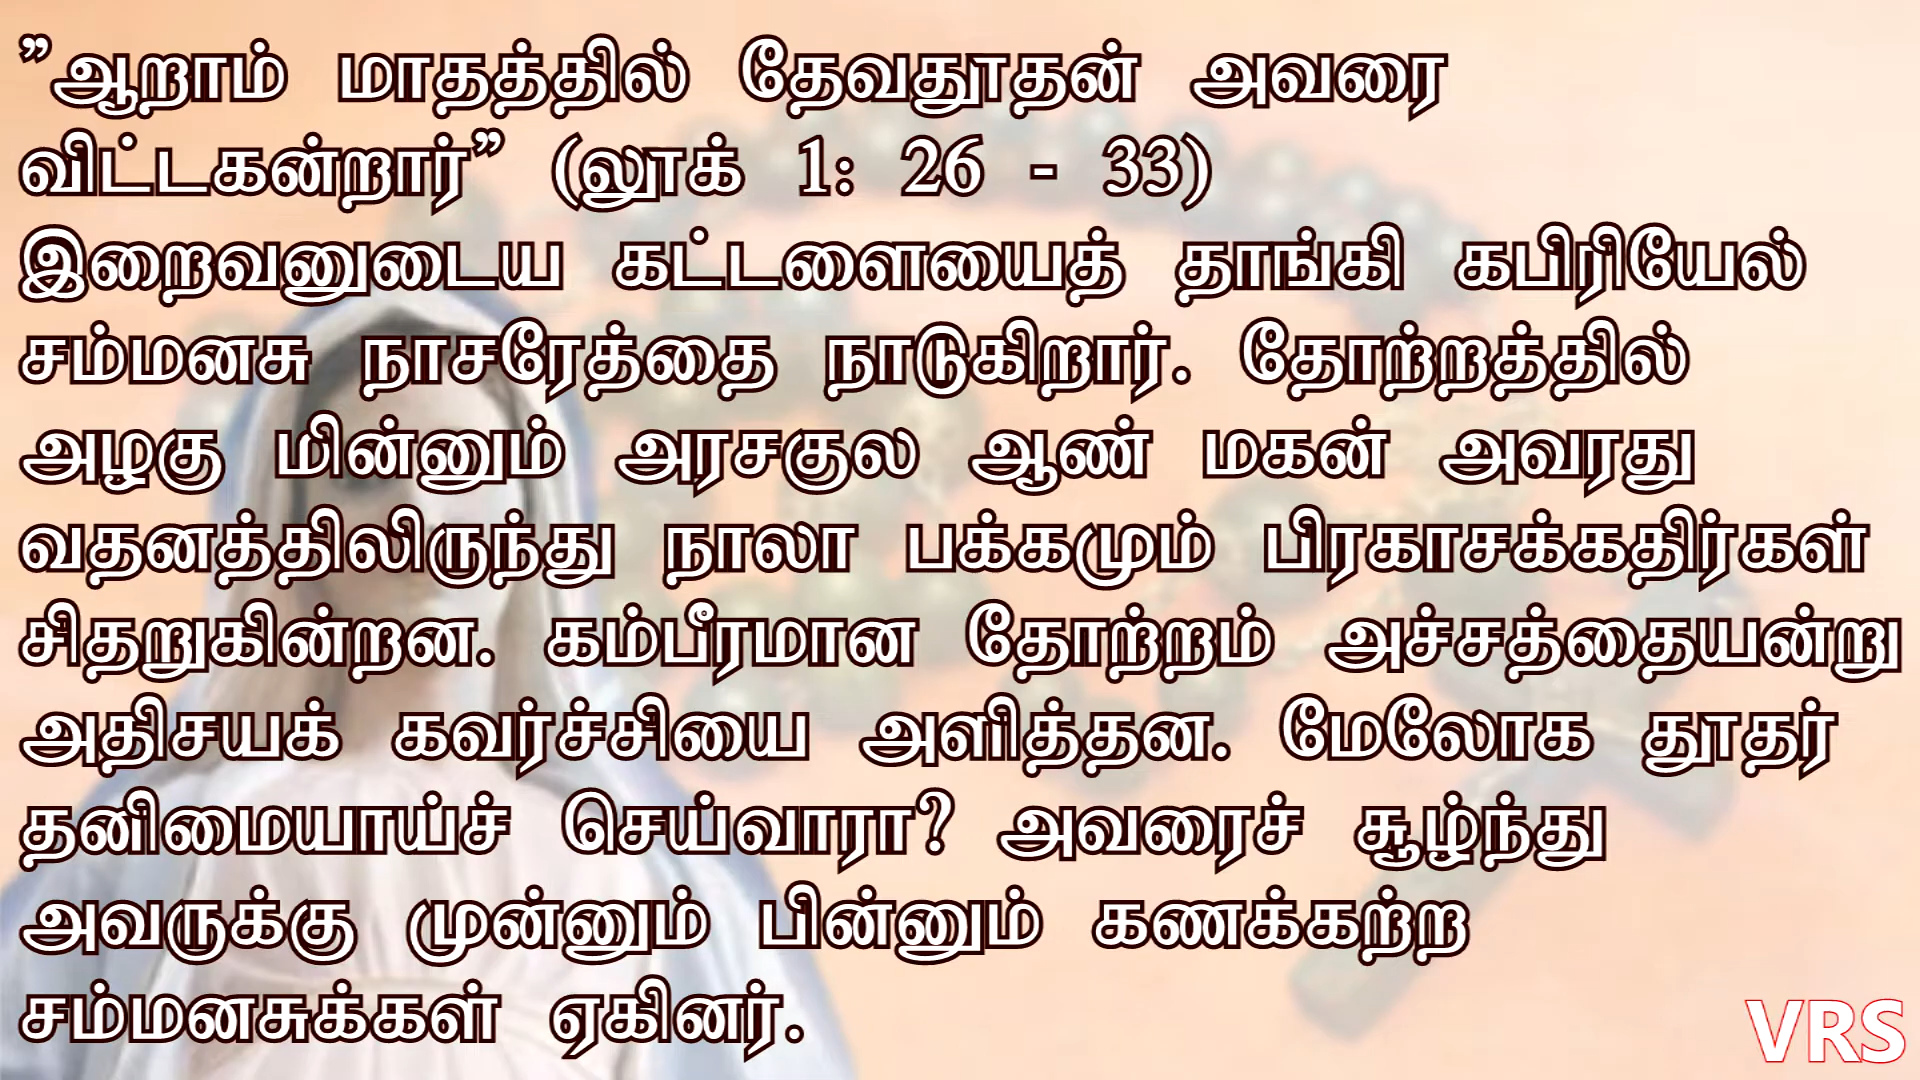 ”ஆறாம் மாதத்தில் தேவதூதன் அவரை
விட்டகன்றார்” (லூக் 1: 26 - 33)
இறைவனுடைய கட்டளையைத் தாங்கி கபிரியேல்
சம்மனசு நாசரேத்தை நாடுகிறார். தோற்றத்தில்
அழகு மின்னும் அரசகுல ஆண் மகன் அவரது
வதனத்திலிருந்து நாலா பக்கமும் பிரகாசக்கதிர்கள்
சிதறுகின்றன. கம்பீரமான தோற்றம் அச்சத்தையன்று
அதிசயக் கவர்ச்சியை அளித்தன. மேலோக தூதர்
தனிமையாய்ச் செய்வாரா? அவரைச் சூழ்ந்து
அவருக்கு முன்னும் பின்னும் கணக்கற்ற
சம்மனசுக்கள் ஏகினர்.
VRS